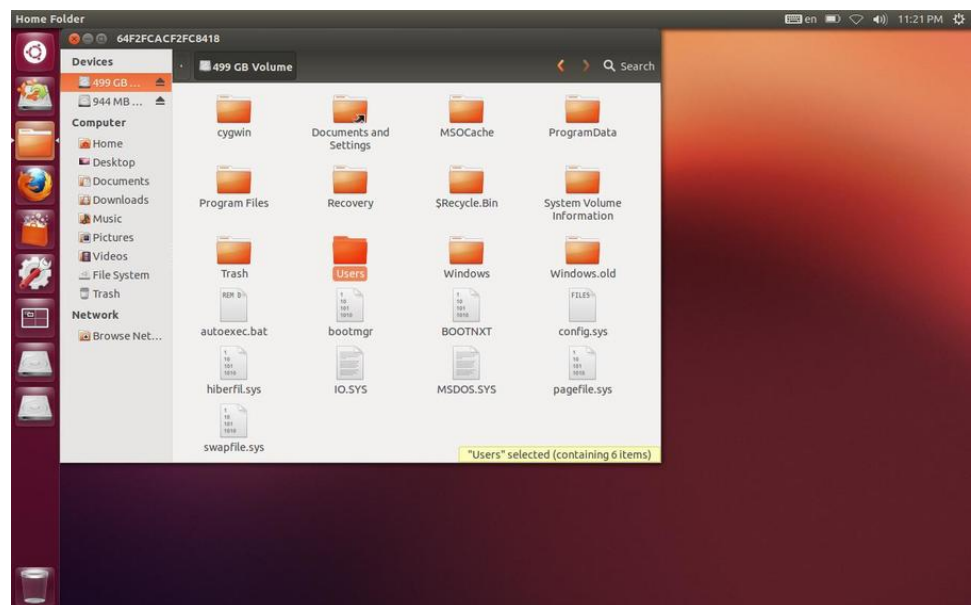 Home Folder
en
11:21 PM
64F2FCACF2FC8418
Devices
499 GB Volume
Search
499 GB ...
944 MB ...
Computer
Home
Desktop
Documents
Downloads
Music
Pictures
Videos
File System
Trash
Network
Browse Net...
cygwin
Documents and
Settings
MSOCache
ProgramData
Program Files
Recovery
$Recycle.Bin
System Volume
Information
Trash
Users
Windows
Windows.old
autoexec.bat
bootmgr
BOOTNXT
config.sys
hiberfil.sys
IO.SYS
MSDOS.SYS
pagefile.sys
swapfile.sys
"Users" selected (containing 6 items)